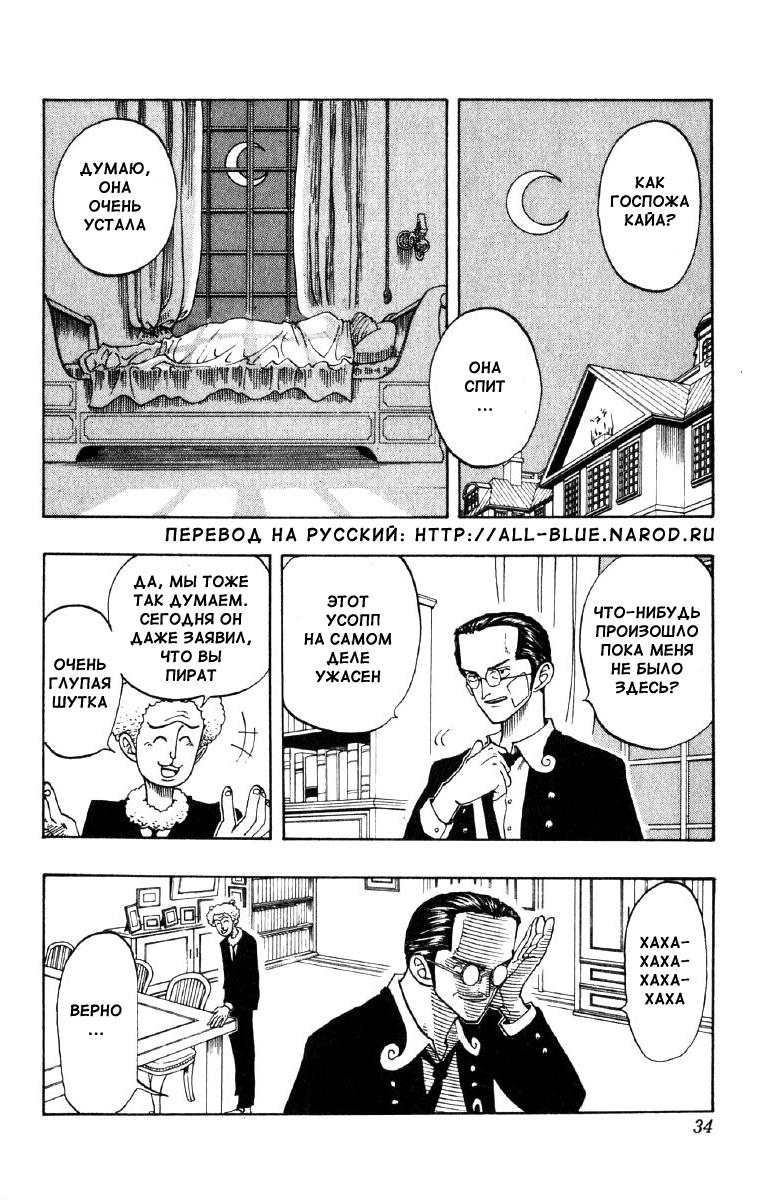 КАК
ГОСПОЖА
КАЙА?
ОНА
СПИТ
...
ДУМАЮ,
ОНА
ОЧЕНЬ
УСТАЛА
ПЕРЕВОД НА РУССКИЙ: HTTP://ALL-BLUE.NAROD.RU
ЧТО-НИБУДЬ
ПРОИЗОШЛО
ПОКА МЕНЯ
НЕ БЫЛО
ЗДЕСЬ?
ЭТОТ
УСОПП
НА САМОМ
ДЕЛЕ
УЖАСЕН
ДА, МЫ ТОЖЕ
ТАК ДУМАЕМ.
СЕГОДНЯ ОН
ДАЖЕ ЗАЯВИЛ,
ЧТО ВЫ
ПИРАТ
ОЧЕНЬ
ГЛУПАЯ
ШУТКА
ХАХА-
ХАХА-
ХАХА-
ХАХА
ВЕРНО
...
34